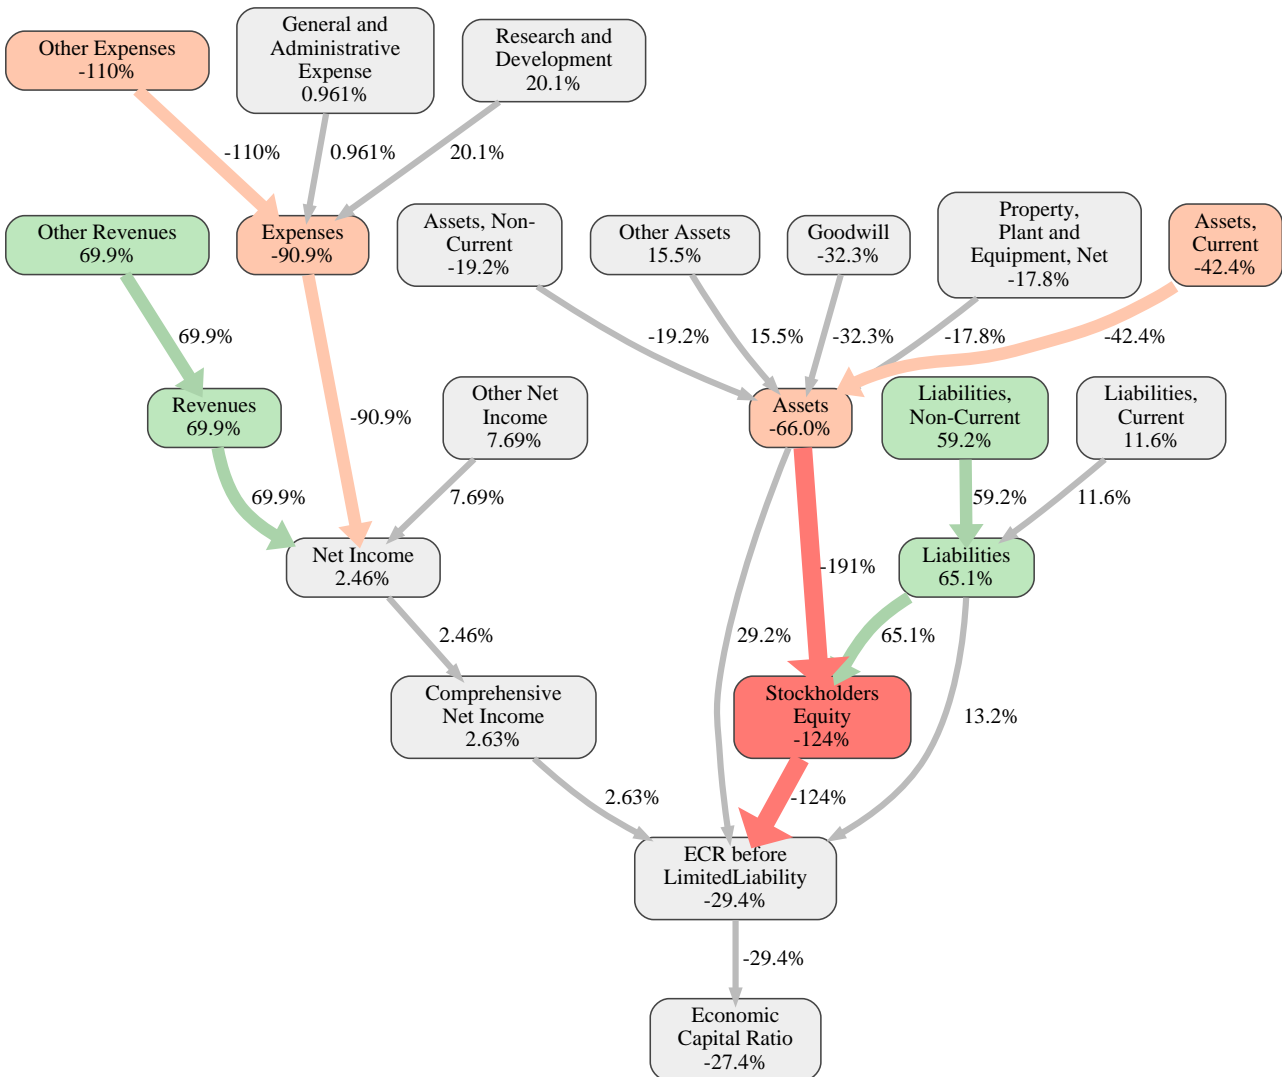 Other Expenses
-110%
General and
Administrative
Expense
0.961%
Research and
Development
20.1%
-110%
0.961%
20.1%
Other Revenues
69.9%
Expenses
-90.9%
Assets, Non-
Current
-19.2%
Other Assets
15.5%
Goodwill
-32.3%
Property,
Plant and
Equipment, Net
-17.8%
Assets,
Current
-42.4%
69.9%
-90.9%
-19.2%
15.5%
-32.3%
-17.8%
-42.4%
Revenues
69.9%
Other Net
Income
7.69%
Assets
-66.0%
Liabilities,
Non-Current
59.2%
Liabilities,
Current
11.6%
69.9%
7.69%
59.2%
11.6%
Net Income
2.46%
-191%
Liabilities
65.1%
2.46%
29.2%
65.1%
13.2%
Comprehensive
Net Income
2.63%
Stockholders
Equity
-124%
2.63%
-124%
ECR before
LimitedLiability
-29.4%
-29.4%
Economic
Capital Ratio
-27.4%